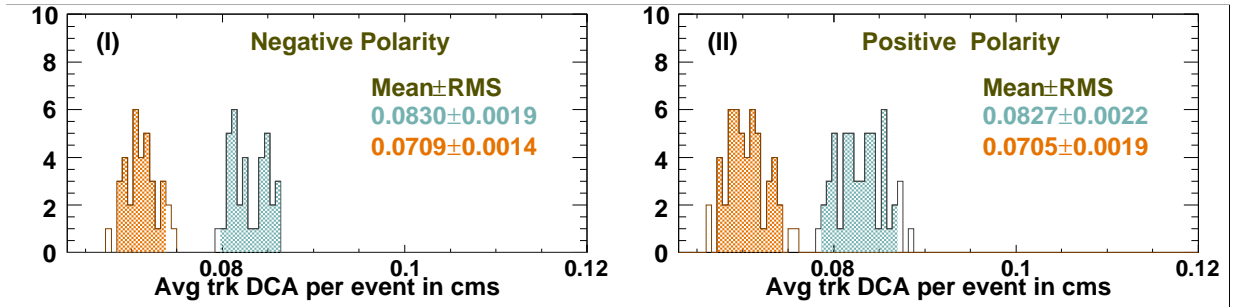 10
8
6
4
2
0
(I)
Negative Polarity
Mean±RMS
0.0830±0.0019
0.0709±0.0014
0.08
0.1
0.12
Avg trk DCA per event in cms
10
8
6
4
2
0
(II)
Positive Polarity
Mean±RMS
0.0827±0.0022
0.0705±0.0019
0.08
0.1
0.12
Avg trk DCA per event in cms